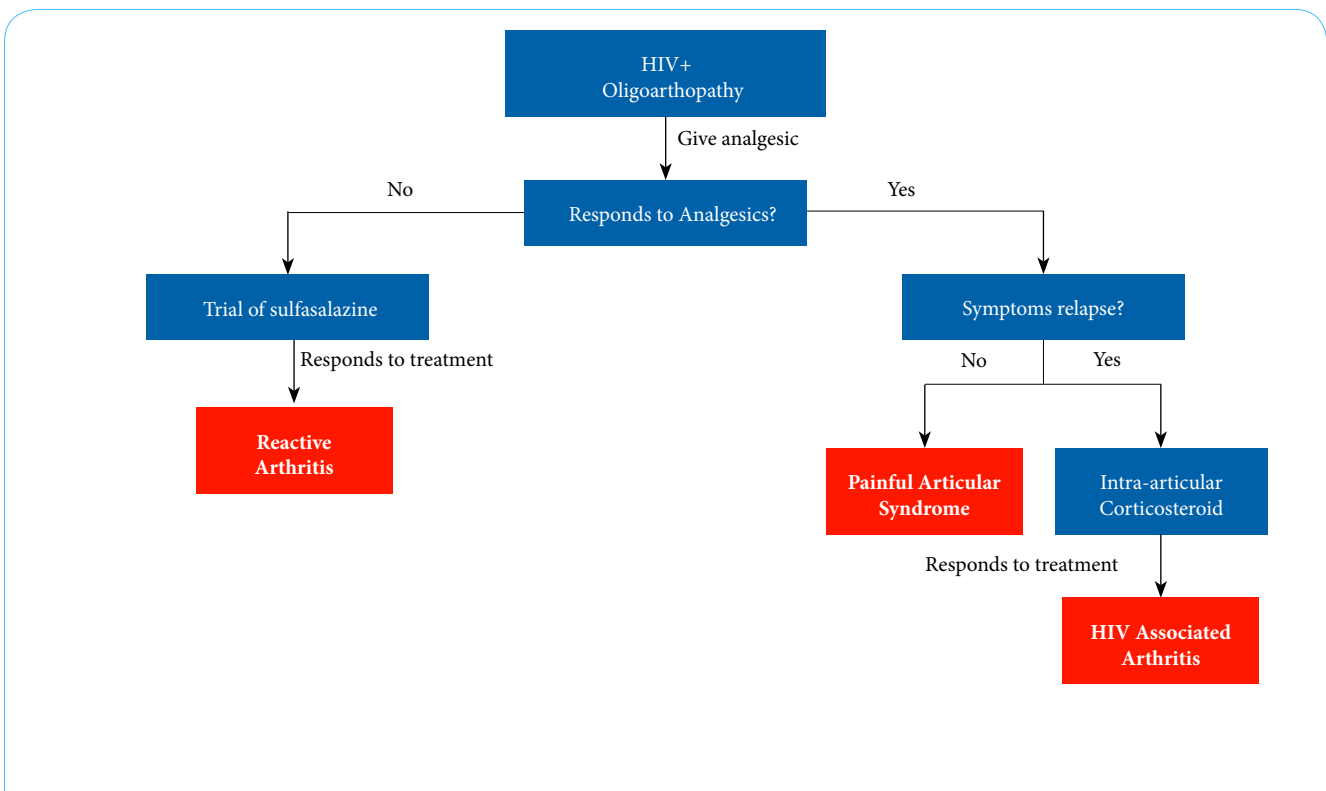 HIV+
Oligoarthopathy
Give analgesic
No
Yes
Responds to Analgesics?
Trial of sulfasalazine
Symptoms relapse?
Responds to treatment
No
Yes
Reactive
Arthritis
Painful Articular
Syndrome
Intra-articular
Corticosteroid
Responds to treatment
HIV Associated
Arthritis